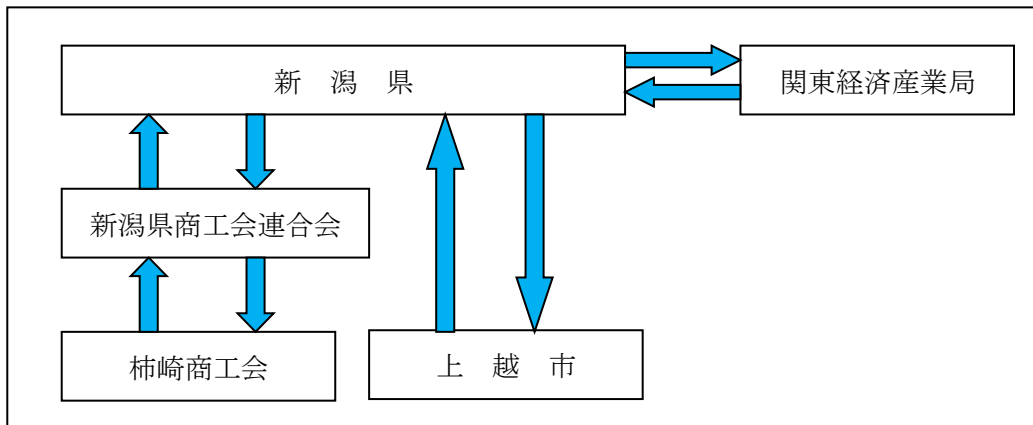 新　潟　県
関東経済産業局
新潟県商工会連合会
柿崎商工会
上　越　市